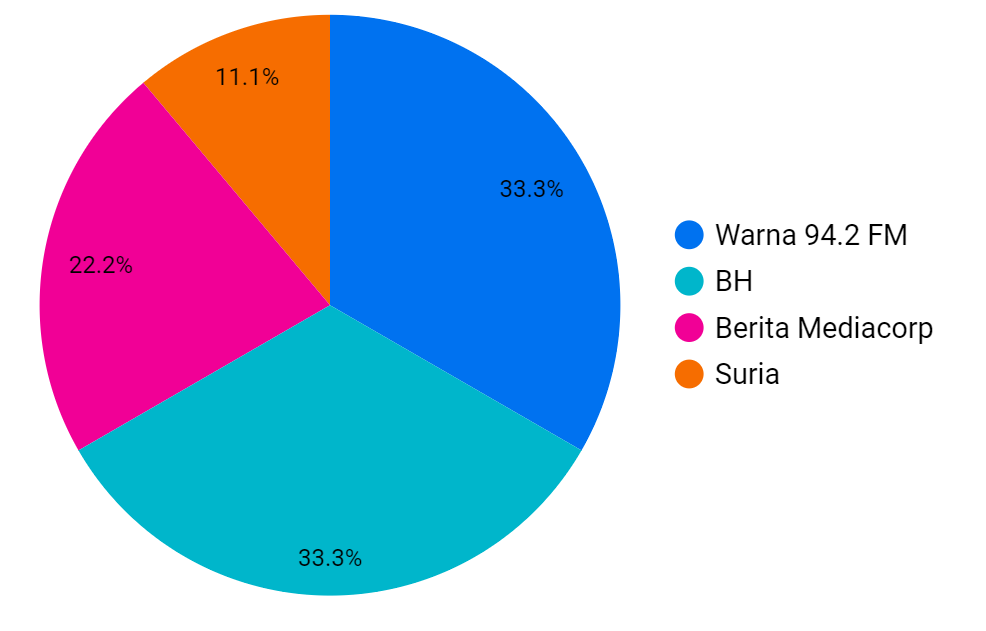 11.1%
33.3%
22.2%
33.3%
Warna 94.2 FM
BH
Berita Mediacorp
Suria